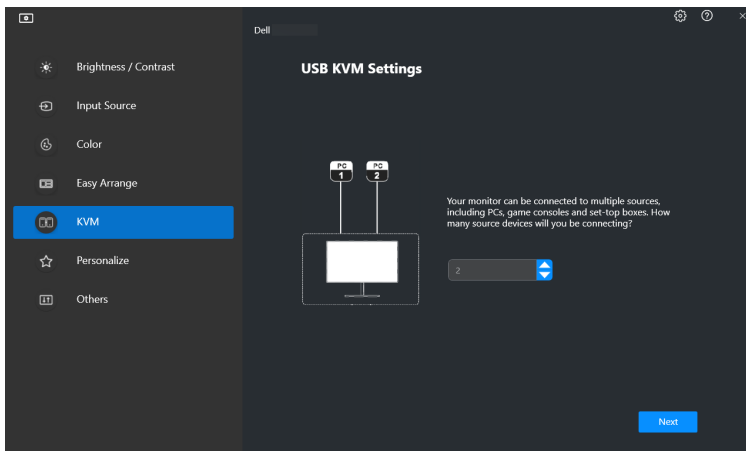 Dell
USB KVM Settings
Brightness / Contrast
Input Source
Color
Easy Arrange
KVM
Personalize
Others
PC
1
PC
2
Your monitor can be connected to multiple sources,
including PCs, game consoles and set-top boxes. How
many source devices will you be connecting?
2
Next